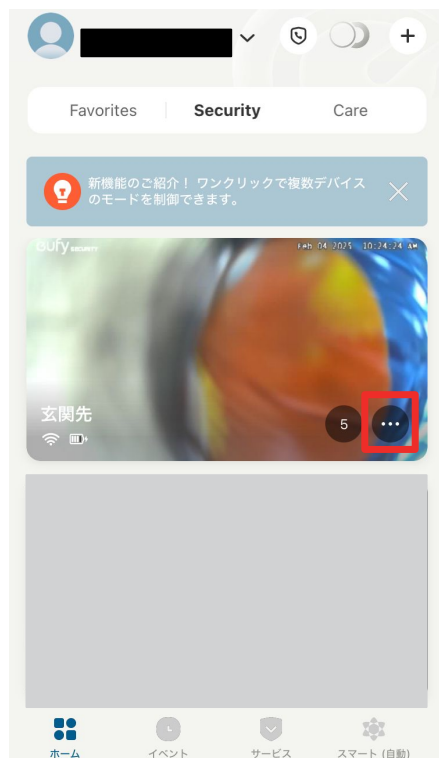 Favorites
Security
Care
新機能のご紹介！ ワンクリックで複数デバイス
のモードを制御できます。
eufy SECURITY
Feb 04 2025 10:24:24 AM
玄関先
5
ホーム
イベント
サービス
スマート (自動)